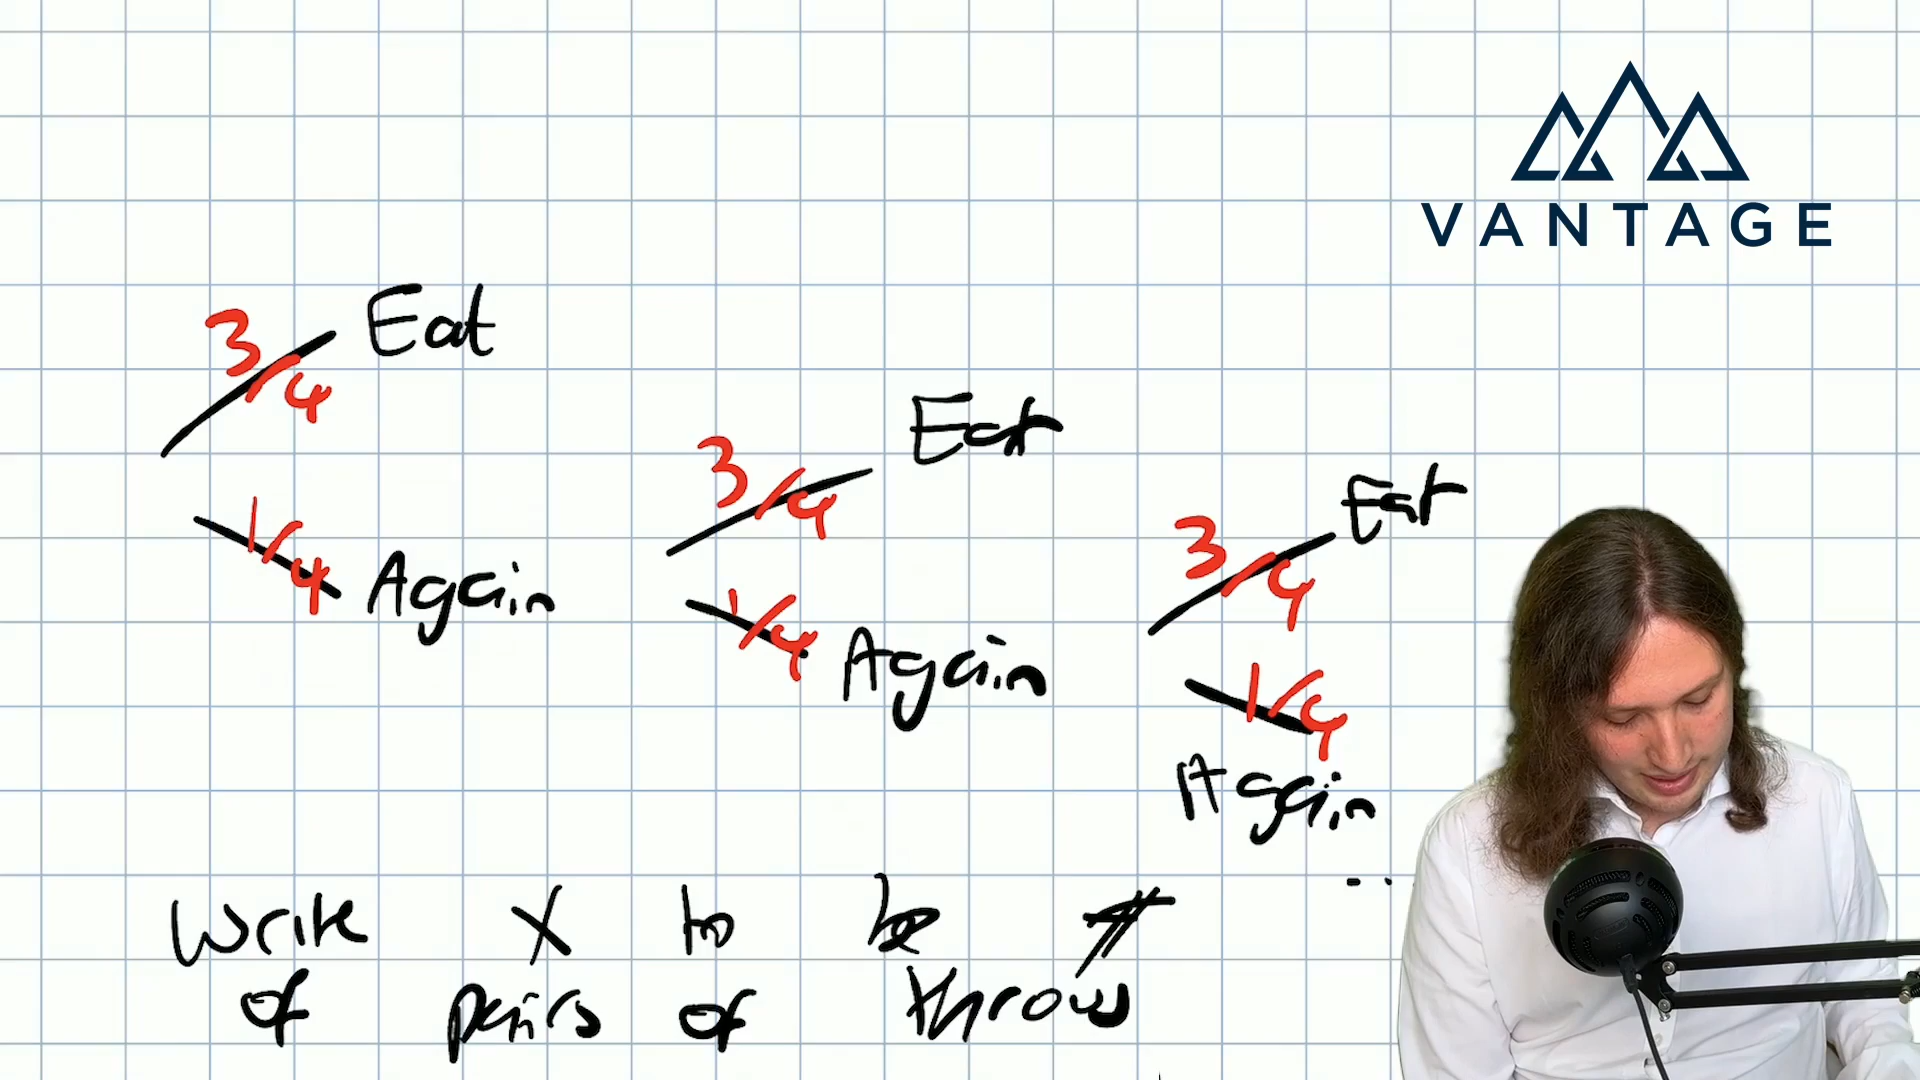 VANTAGE
3/4 Eat
1/4 Again
3/4 Eat
1/4 Again
3/4 Eat
1/4
Again
..
Write X to be #
of pairs of throws